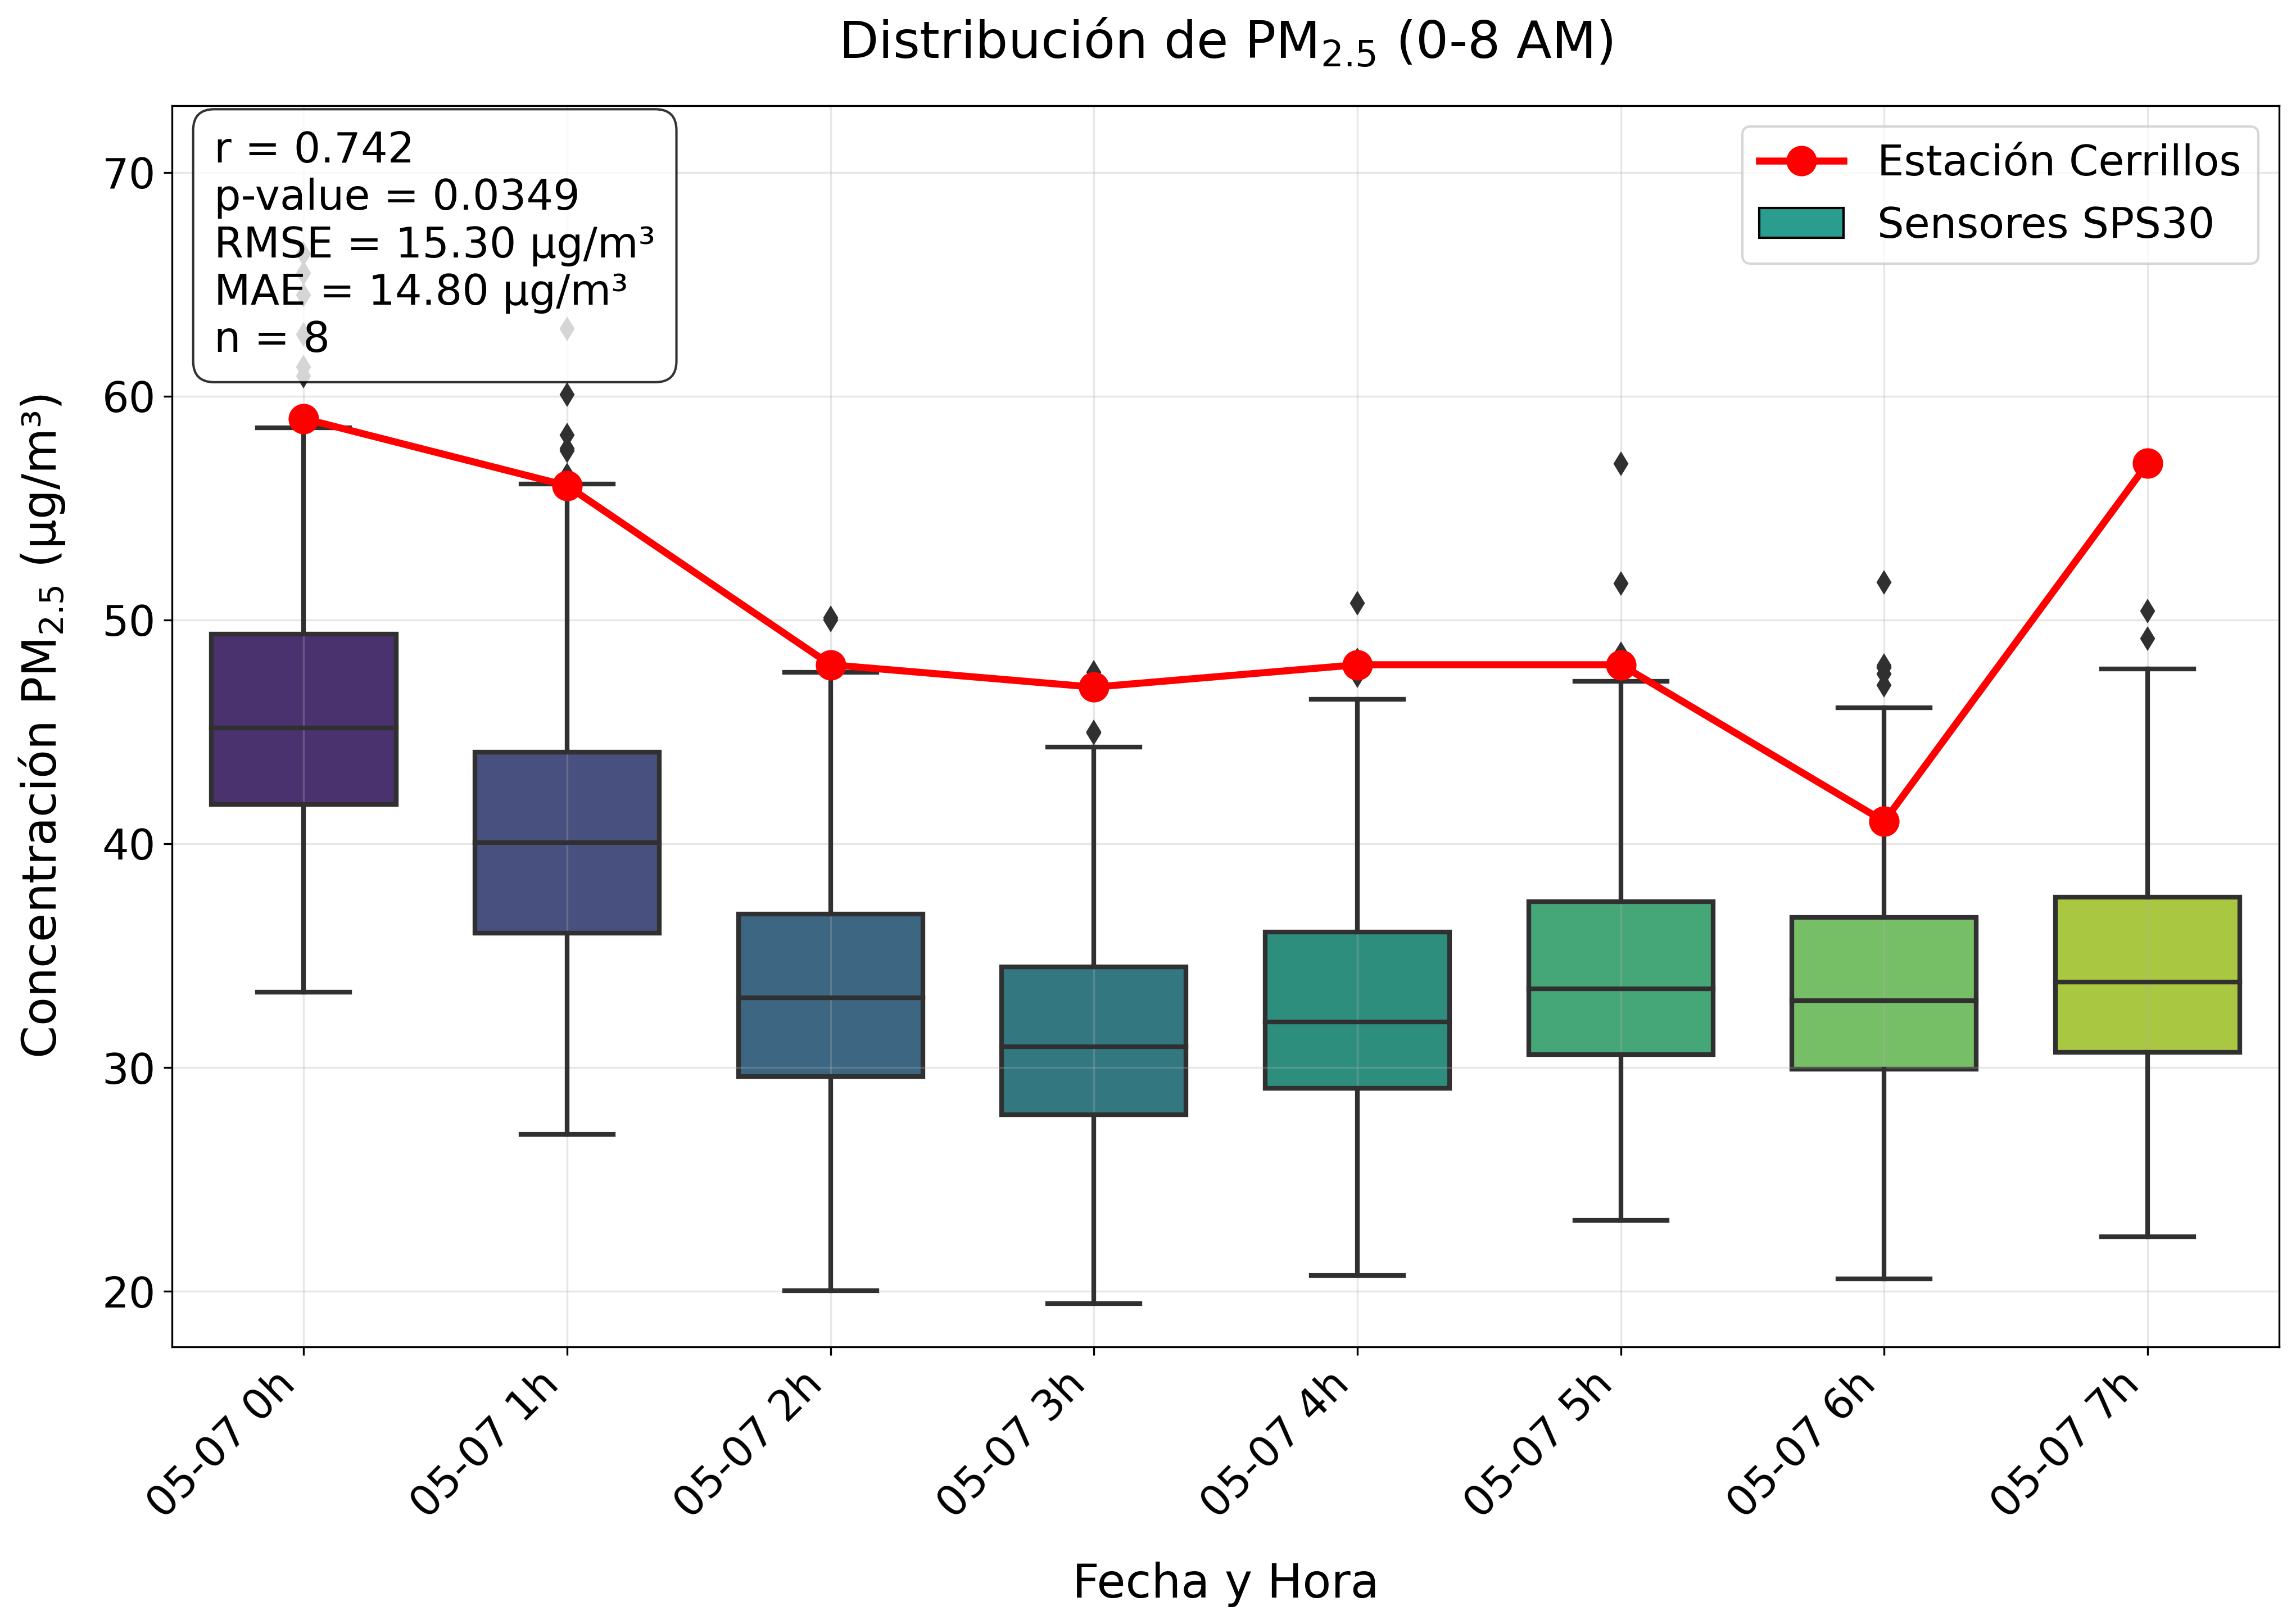 Distribución de PM2.5 (0-8 AM)
r = 0.742
p-value = 0.0349
RMSE = 15.30 µg/m³
MAE = 14.80 µg/m³
n = 8
Estación Cerrillos
Sensores SPS30
Concentración PM2.5 (µg/m³)
70
60
50
40
30
20
05-07 0h
05-07 1h
05-07 2h
05-07 3h
05-07 4h
05-07 5h
05-07 6h
05-07 7h
Fecha y Hora